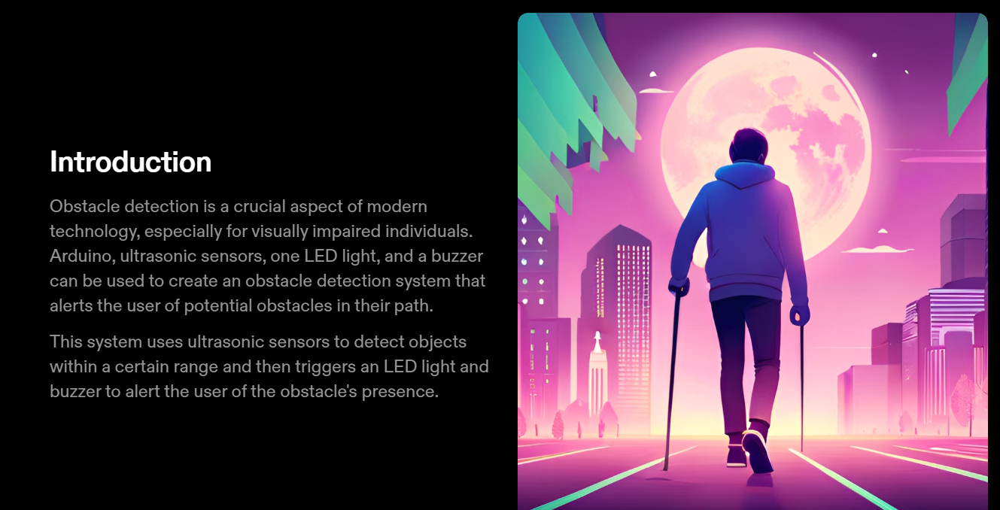 Introduction
Obstacle detection is a crucial aspect of modern
technology, especially for visually impaired individuals.
Arduino, ultrasonic sensors, one LED light, and a buzzer
can be used to create an obstacle detection system that
alerts the user of potential obstacles in their path.
This system uses ultrasonic sensors to detect objects
within a certain range and then triggers an LED light and
buzzer to alert the user of the obstacle's presence.